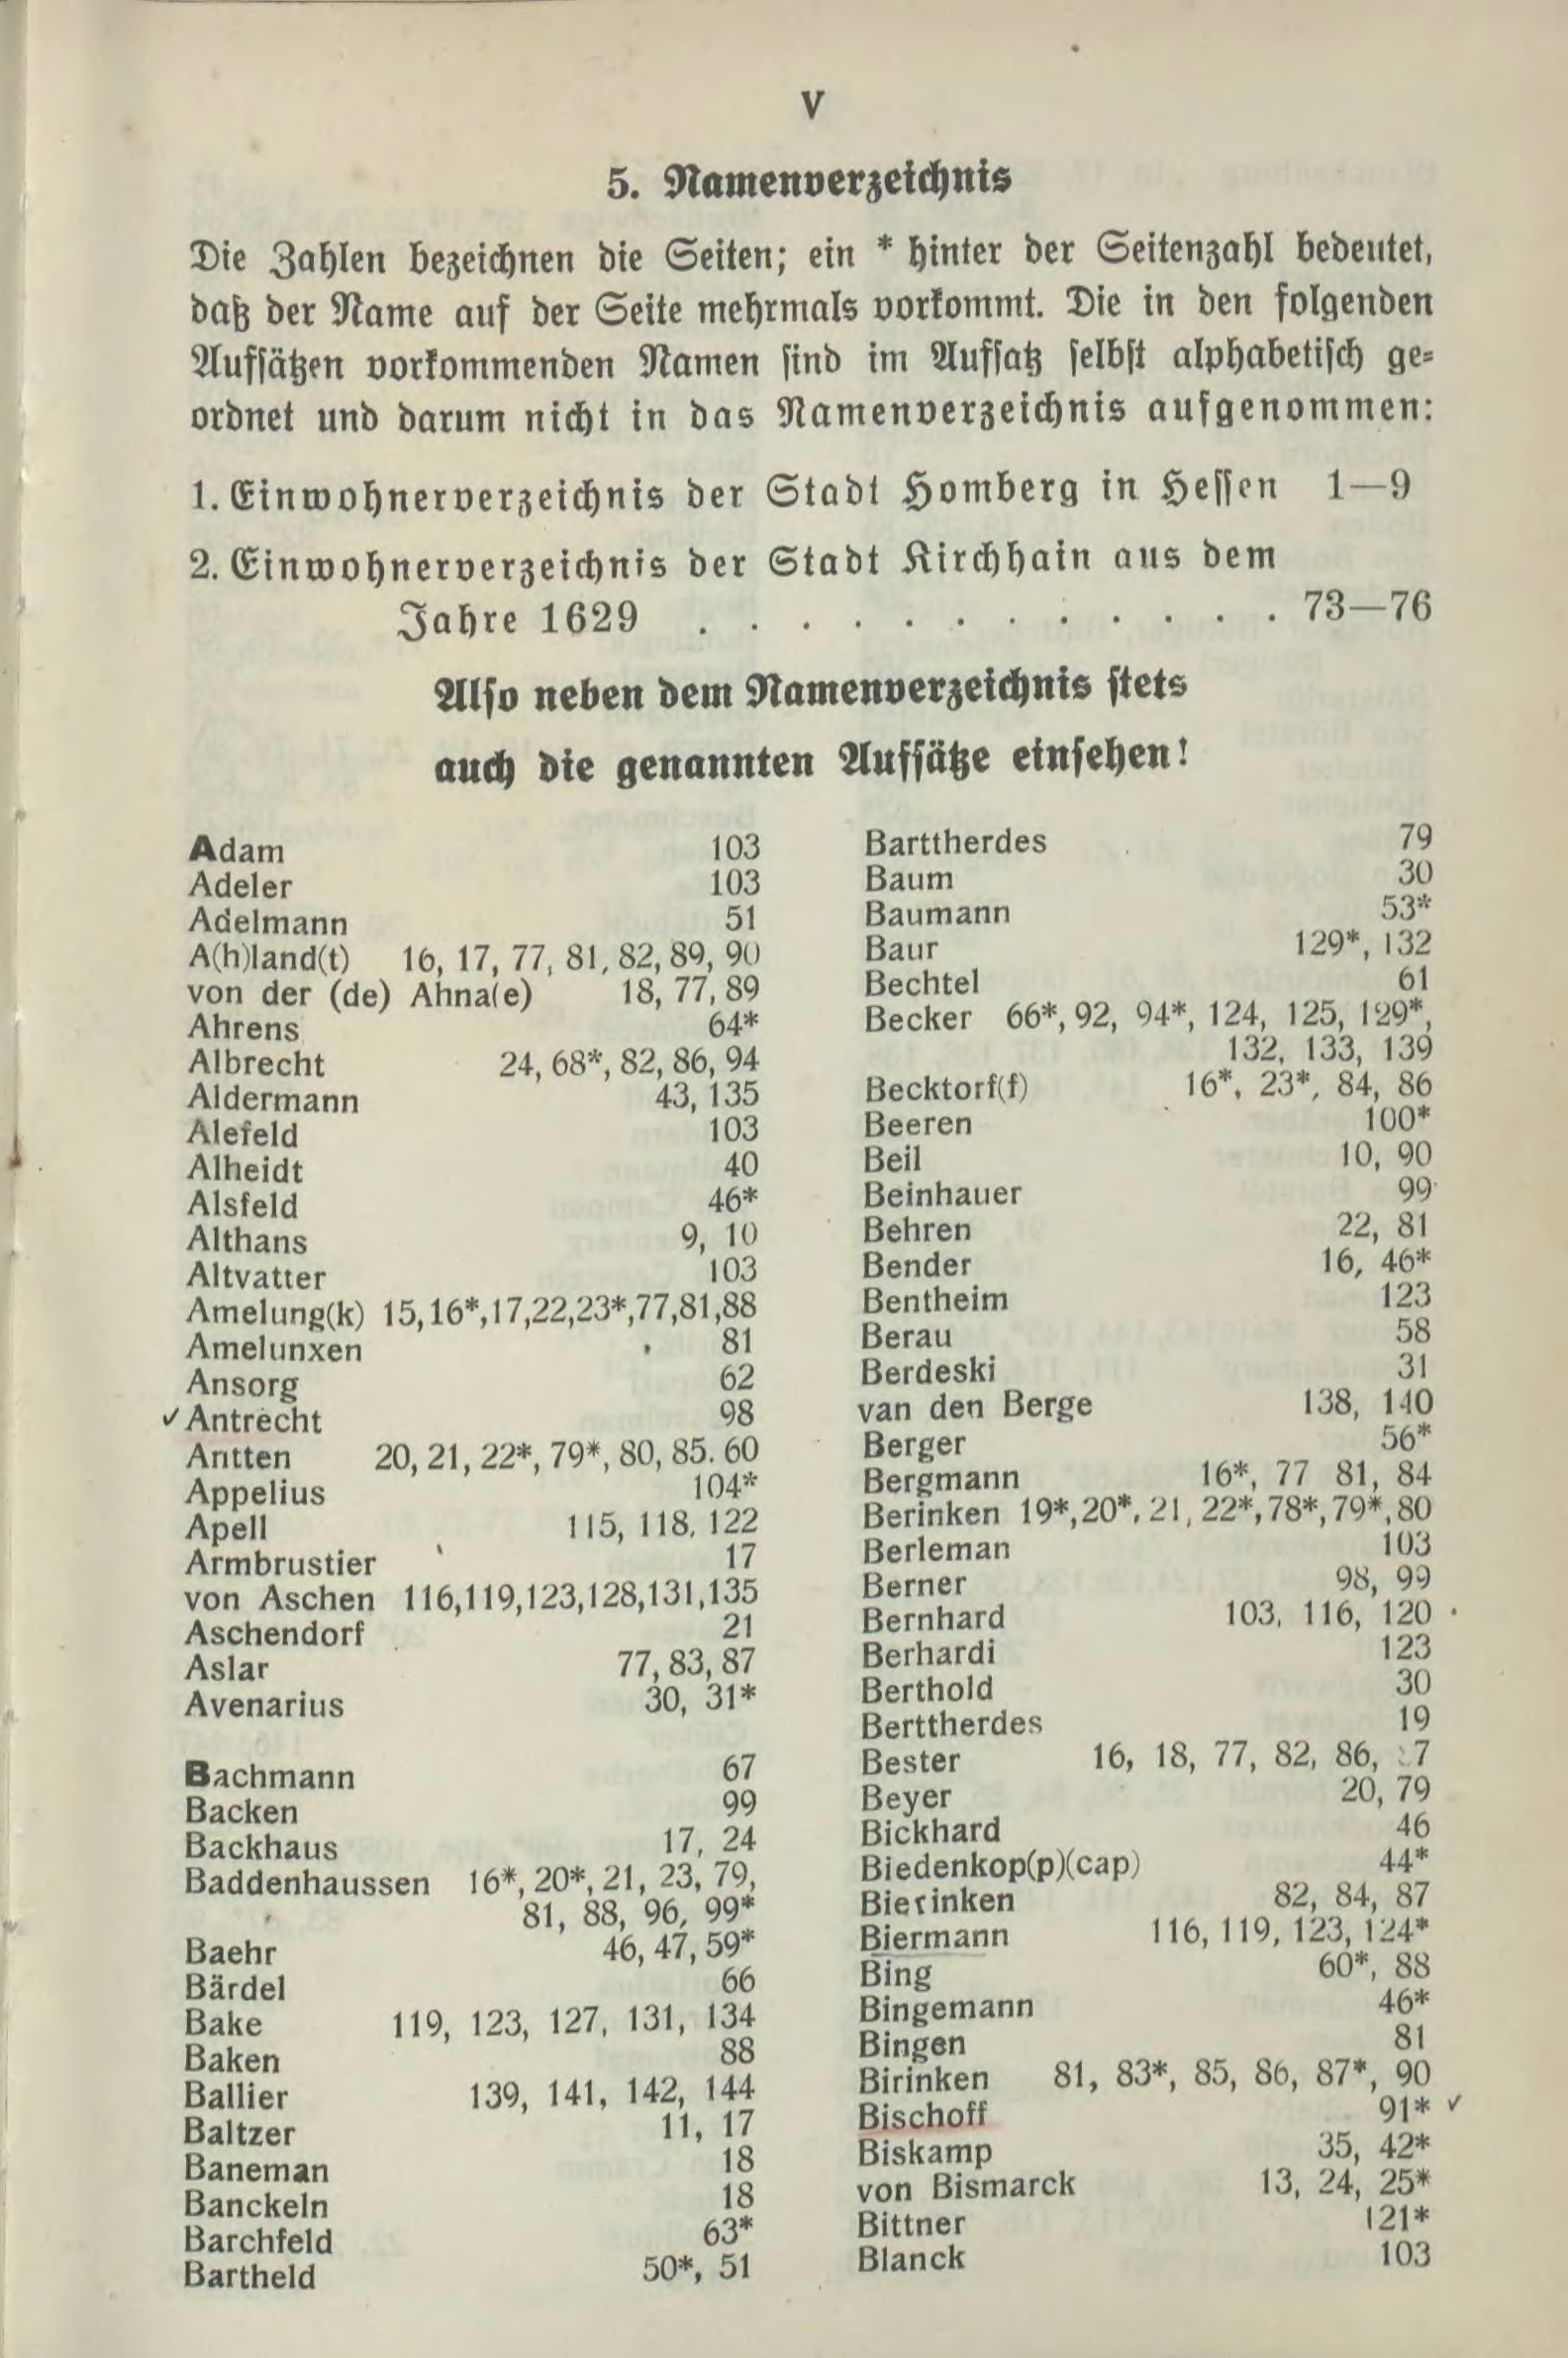 V
5. Namenverzeichnis
Die Zahlen bezeichnen die Seiten; ein * hinter der Seitenzahl bedeutet,
daß der Name auf der Seite mehrmals vorkommt. Die in den folgenden
Aufsätzen vorkommenden Namen sind im Aufsatz selbst alphabetisch ge-
ordnet und darum nicht in das Namenverzeichnis aufgenommen:
1. Einwohnerverzeichnis der Stadt Homberg in Hessen 1—9
2. Einwohnerverzeichnis der Stadt Kirchhain aus dem
Jahre 1629 . . . . . . . . . . . . 73—76
Also neben dem Namenverzeichnis stets
auch die genannten Aufsätze einsehen!
Adam 103
Adeler 103
Adelmann 51
A(h)land(t) 16, 17, 77, 81, 82, 89, 90
von der (de) Ahna(e) 18, 77, 89
Ahrens 64*
Albrecht 24, 68*, 82, 86, 94
Aldermann 43, 135
Alefeld 103
Alheidt 40
Alsfeld 46*
Althans 9, 10
Altvatter 103
Amelung(k) 15,16*,17,22,23*,77,81,88
Amelunxen 81
Ansorg 62
✓ Antrecht 98
Antten 20, 21, 22*, 79*, 80, 85. 60
Appelius 104*
Apell 115, 118, 122
Armbrustier 17
von Aschen 116,119,123,128,131,135
Aschendorf 21
Aslar 77, 83, 87
Avenarius 30, 31*
Bachmann 67
Backen 99
Backhaus 17, 24
Baddenhaussen 16*, 20*, 21, 23, 79,
81, 88, 96, 99*
Baehr 46, 47, 59*
Bärdel 66
Bake 119, 123, 127, 131, 134
Baken 88
Ballier 139, 141, 142, 144
Baltzer 11, 17
Baneman 18
Banckeln 18
Barchfeld 63*
Bartheld 50*, 51
Barttherdes 79
Baum 30
Baumann 53*
Baur 129*, 132
Bechtel 61
Becker 66*, 92, 94*, 124, 125, 129*,
132, 133, 139
Becktorf(f) 16*, 23*, 84, 86
Beeren 100*
Beil 10, 90
Beinhauer 99
Behren 22, 81
Bender 16, 46*
Bentheim 123
Berau 58
Berdeski 31
van den Berge 138, 140
Berger 56*
Bergmann 16*, 77 81, 84
Berinken 19*,20*, 21, 22*,78*,79*,80
Berleman 103
Berner 98, 99
Bernhard 103, 116, 120
Berhardi 123
Berthold 30
Berttherdes 19
Bester 16, 18, 77, 82, 86, 7
Beyer 20, 79
Bickhard 46
Biedenkop(p)(cap) 44*
Bierinken 82, 84, 87
Biermann 116, 119, 123, 124*
Bing 60*, 88
Bingemann 46*
Bingen 81
Birinken 81, 83*, 85, 86, 87*, 90
Bischoff 91* ✓
Biskamp 35, 42*
von Bismarck 13, 24, 25*
Bittner 121*
Blanck 103